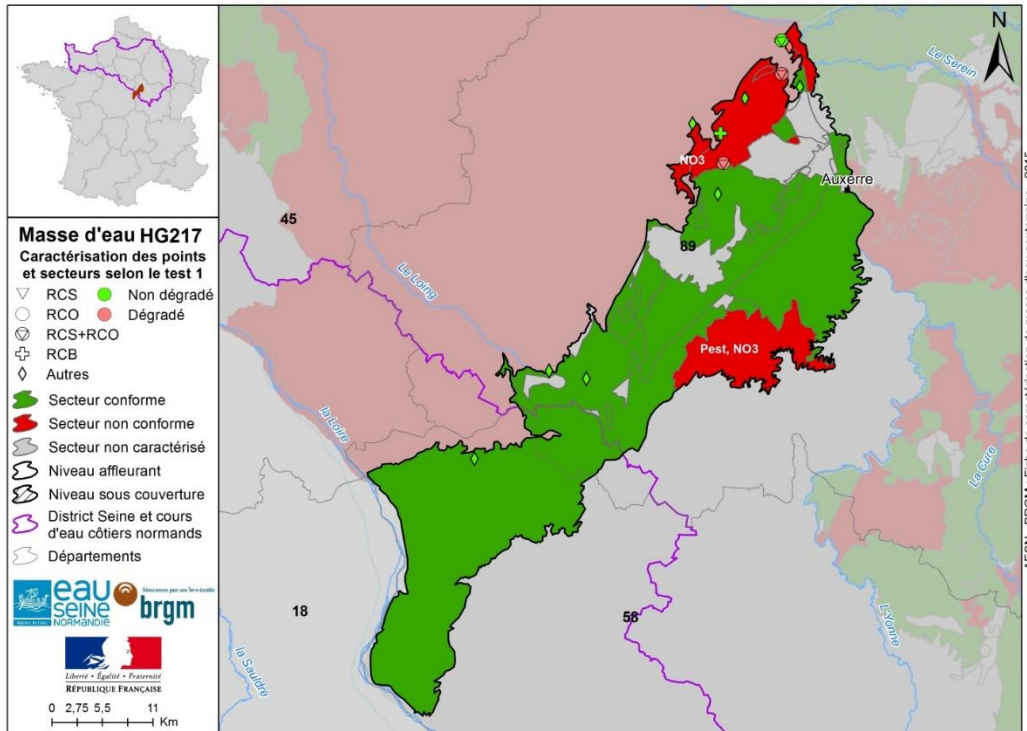 Masse d'eau HG217
Caractérisation des points
et secteurs selon le test 1
RCS
Non dégradé
RCO
Dégradé
RCS+RCO
RCB
Autres
Secteur conforme
Secteur non conforme
Secteur non caractérisé
Niveau affleurant
Niveau sous couverture
District Seine et cours
d'eau côtiers normands
Départements
eau
SEINE
NORMANDIE
brgm
Liberté • Égalité • Fraternité
RÉPUBLIQUE FRANÇAISE
0 2,75 5,5 11
Km
N
Le Serein
NO3
Auxerre
45
89
Le Loing
Pest, NO3
la Loire
La Cure
18
58
L'Yonne
la Sauldre